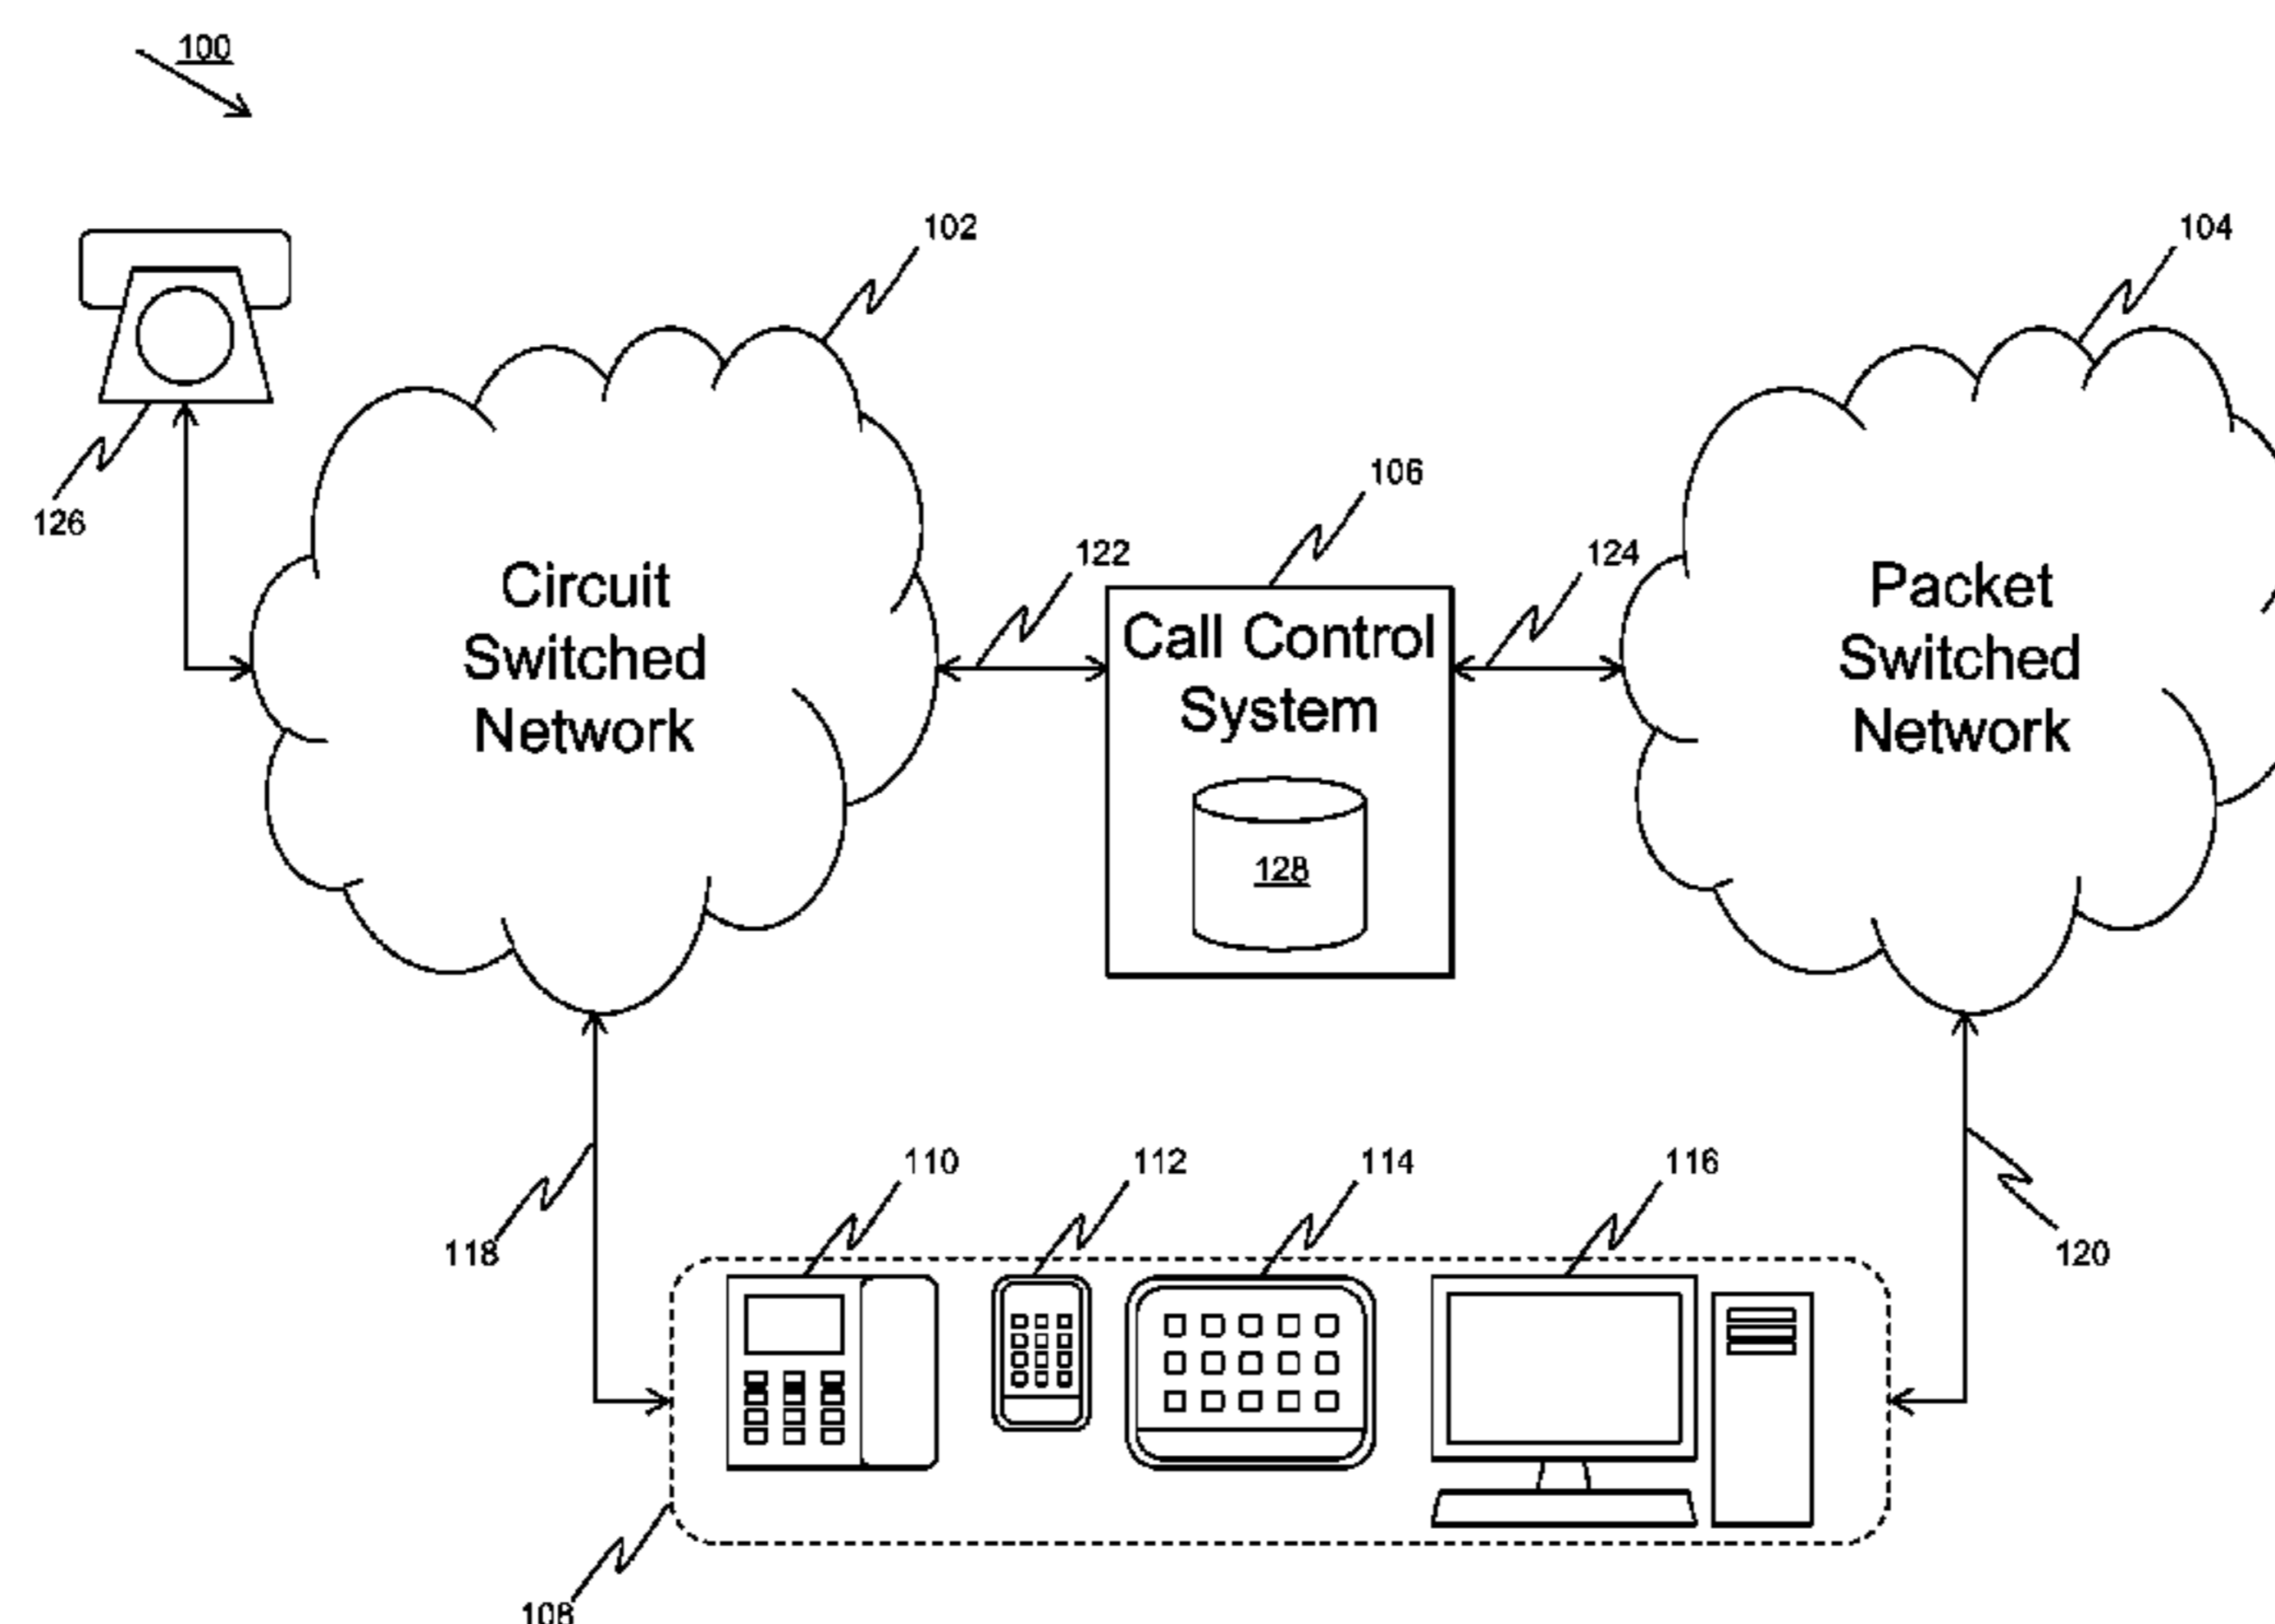 100
102
104
126
106
122
124
Circuit
Switched
Network
Call Control
System
128
Packet
Switched
Network
110
112
114
116
118
120
108